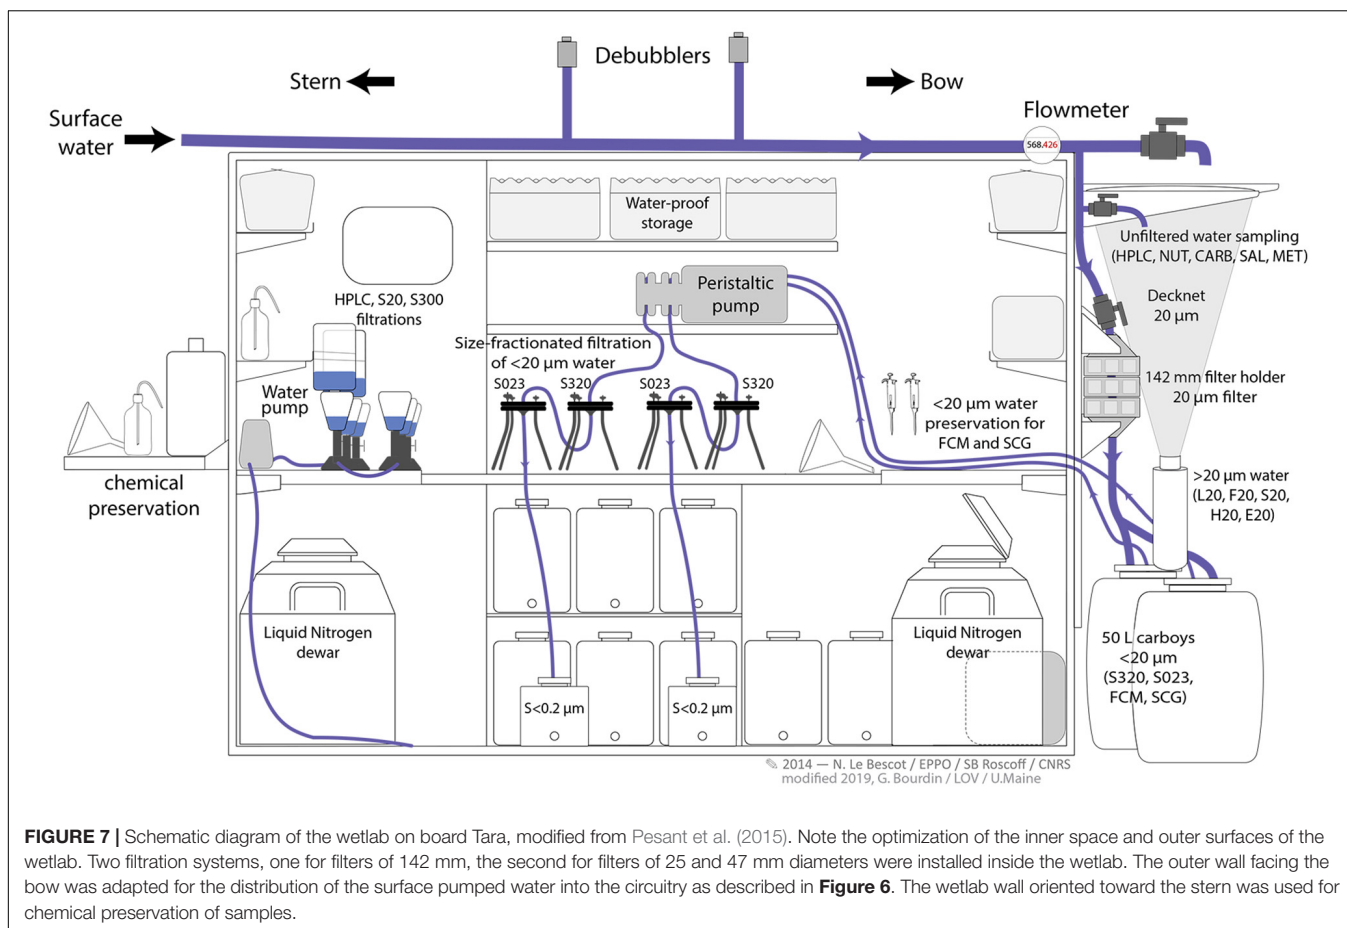 Debubblers
Stern
Bow
Surface
water
Flowmeter
568.426
Water-proof
storage
Unfiltered water sampling
(HPLC, NUT, CARB, SAL, MET)
HPLC, S20, S300
filtrations
Peristaltic
pump
Decknet
20 µm
Size-fractionated filtration
of <20 µm water
Water
pump
S023
S320
S023
S320
142 mm filter holder
20 µm filter
<20 µm water
preservation for
FCM and SCG
chemical
preservation
>20 µm water
(L20, F20, S20,
H20, E20)
Liquid Nitrogen
dewar
Liquid Nitrogen
dewar
50 L carboys
<20 µm
(S320, S023,
FCM, SCG)
S<0.2 µm
S<0.2 µm
✎ 2014 — N. Le Bescot / EPPO / SB Roscoff / CNRS
modified 2019, G. Bourdin / LOV / U.Maine
FIGURE 7 | Schematic diagram of the wetlab on board Tara, modified from Pesant et al. (2015). Note the optimization of the inner space and outer surfaces of the
wetlab. Two filtration systems, one for filters of 142 mm, the second for filters of 25 and 47 mm diameters were installed inside the wetlab. The outer wall facing the
bow was adapted for the distribution of the surface pumped water into the circuitry as described in Figure 6. The wetlab wall oriented toward the stern was used for
chemical preservation of samples.